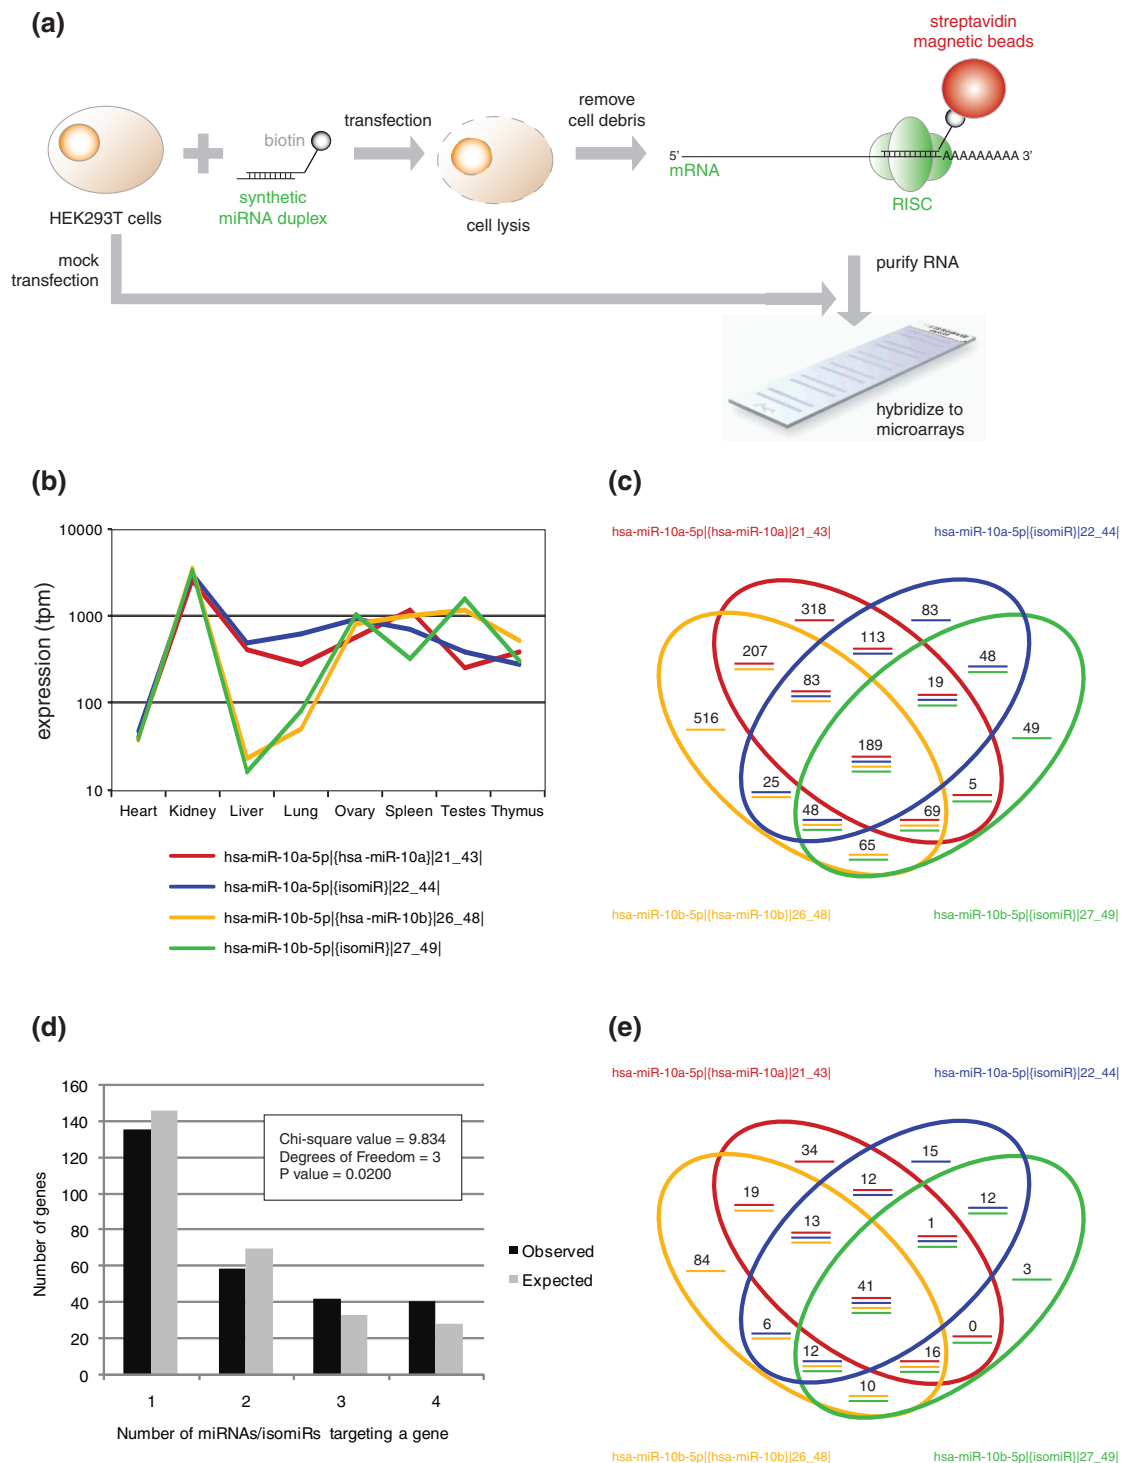 (a)
streptavidin
magnetic beads
remove
cell debris
transfection
biotin
5'
AAAAAAAAA 3'
mRNA
synthetic
miRNA duplex
RISC
HEK293T cells
cell lysis
mock
transfection
purify RNA
hybridize to
microarrays
(b)
10000
1000
100
10
expression (tpm)
Heart Kidney Liver Lung Ovary Spleen Testes Thymus
hsa-miR-10a-5p|{hsa-miR-10a}|21_43|
hsa-miR-10a-5p|{isomiR}|22_44|
hsa-miR-10b-5p|{hsa-miR-10b}|26_48|
hsa-miR-10b-5p|{isomiR}|27_49|
(c)
hsa-miR-10a-5p|{hsa-miR-10a}|21_43|
hsa-miR-10a-5p|{isomiR}|22_44|
318
83
113
207
48
83
19
516
49
189
25
5
48
69
65
hsa-miR-10b-5p|{hsa-miR-10b}|26_48|
hsa-miR-10b-5p|{isomiR}|27_49|
(d)
160
140
120
100
80
60
40
20
0
Number of genes
Chi-square value = 9.834
Degrees of Freedom = 3
P value = 0.0200
Observed
Expected
1 2 3 4
Number of miRNAs/isomiRs targeting a gene
(e)
hsa-miR-10a-5p|{hsa-miR-10a}|21_43|
hsa-miR-10a-5p|{isomiR}|22_44|
34
15
12
19
12
13
1
84
3
41
6
0
12
16
10
hsa-miR-10b-5p|{hsa-miR-10b}|26_48|
hsa-miR-10b-5p|{isomiR}|27_49|